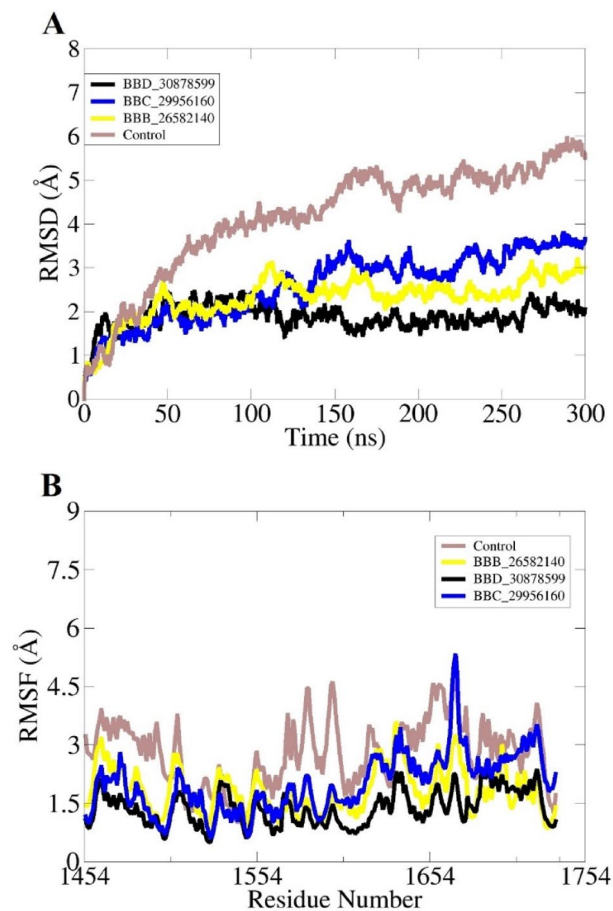 A
8
7
6
5
4
3
2
1
0
RMSD (Å)
BBD_30878599
BBC_29956160
BBB_26582140
Control
0 50 100 150 200 250 300
Time (ns)
B
9
7.5
6
4.5
3
1.5
0
RMSF (Å)
Control
BBB_26582140
BBD_30878599
BBC_29956160
1454 1554 1654 1754
Residue Number